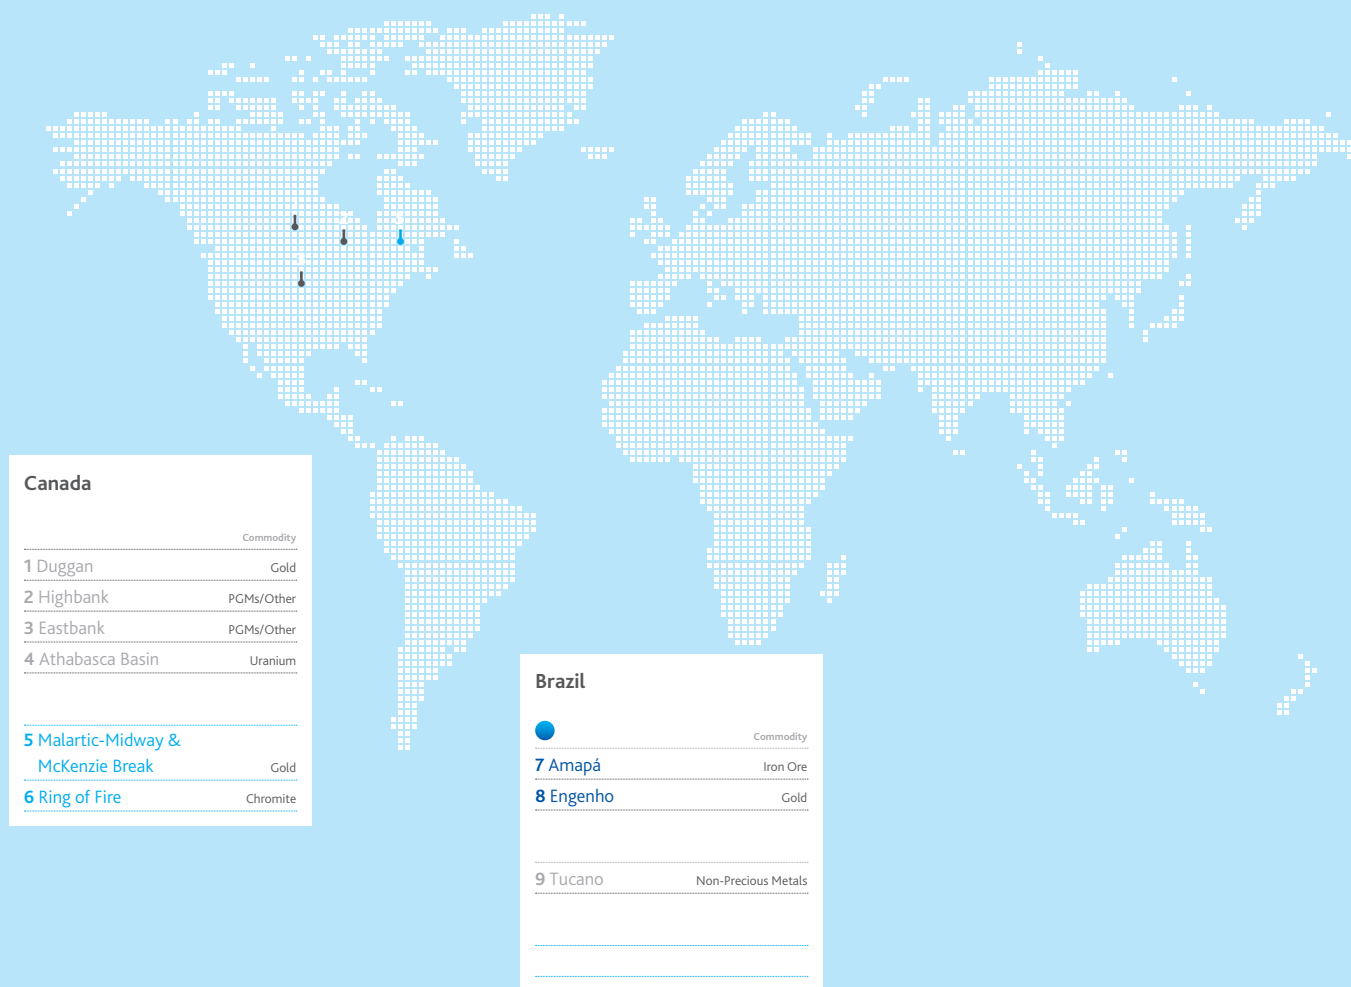 Canada
Commodity
1 Duggan Gold
2 Highbank PGMs/Other
3 Eastbank PGMs/Other
4 Athabasca Basin Uranium
5 Malartic-Midway &
McKenzie Break Gold
6 Ring of Fire Chromite
Brazil
Commodity
7 Amapá Iron Ore
8 Engenho Gold
9 Tucano Non-Precious Metals